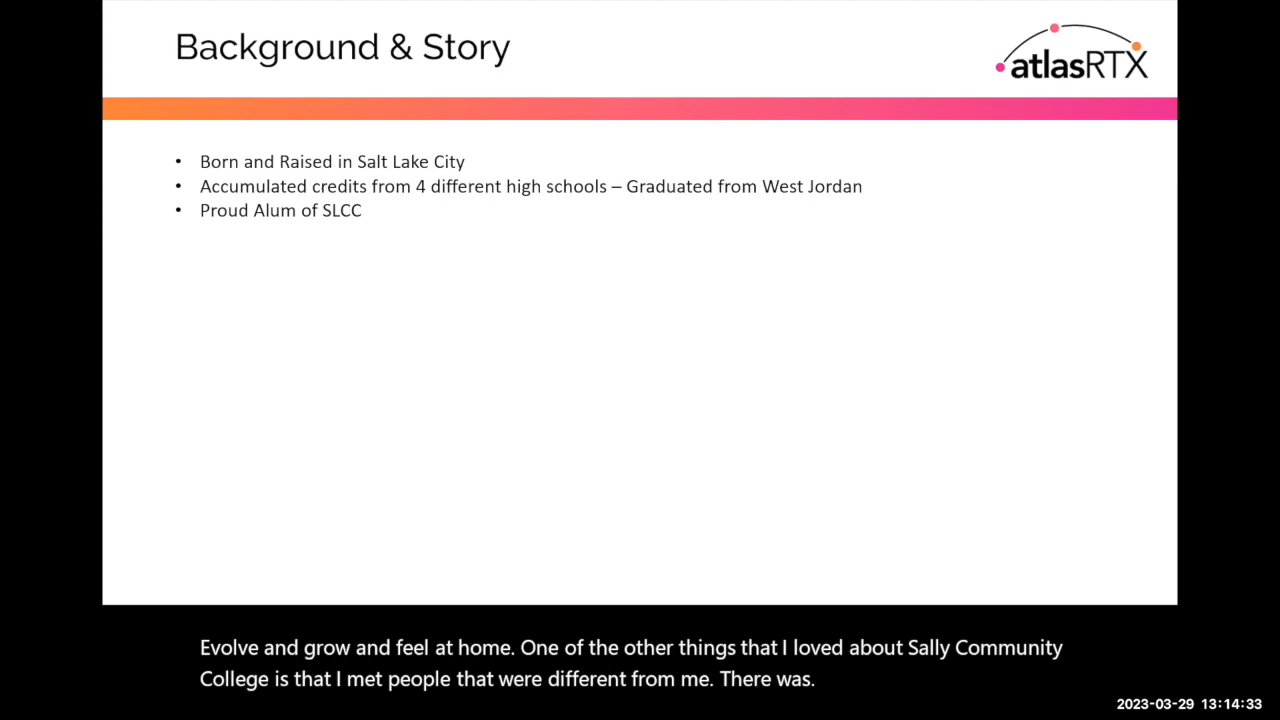 Background & Story
atlasRTX
• Born and Raised in Salt Lake City
• Accumulated credits from 4 different high schools – Graduated from West Jordan
• Proud Alum of SLCC
Evolve and grow and feel at home. One of the other things that I loved about Sally Community
College is that I met people that were different from me. There was.
2023-03-29 13:14:33